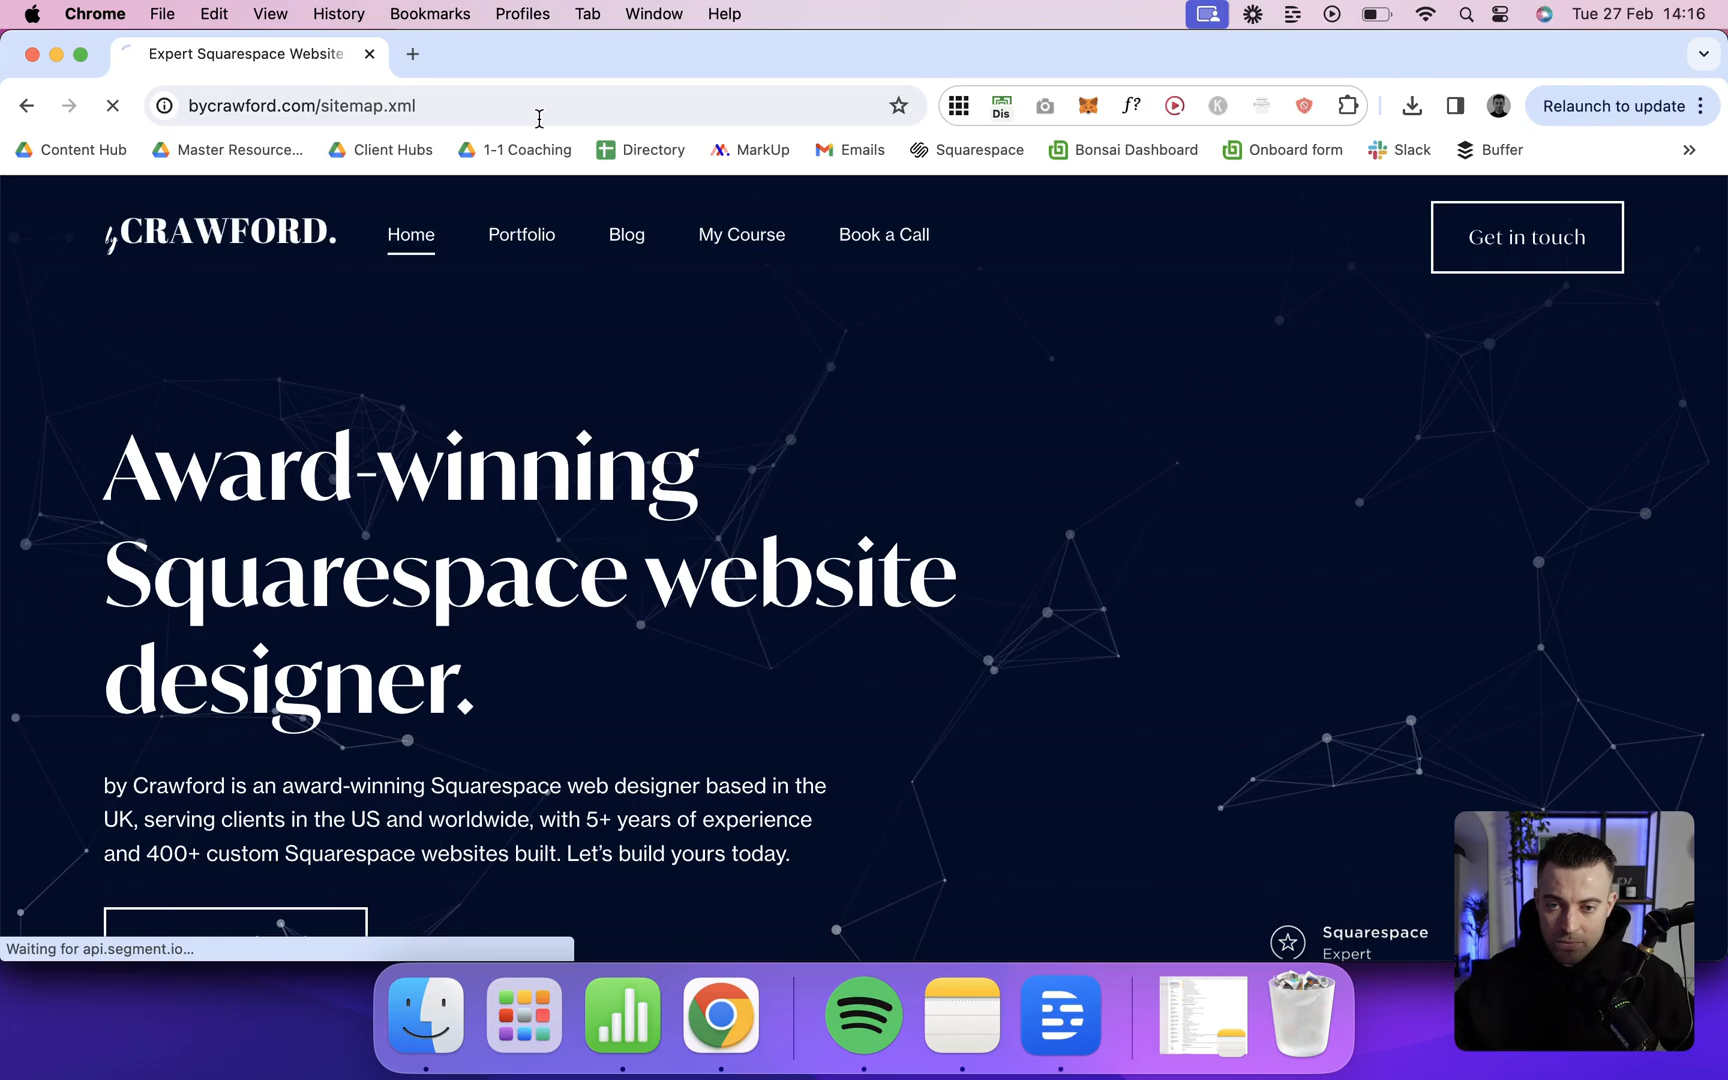 Chrome File Edit View History Bookmarks Profiles Tab Window Help Tue 27 Feb 14:16
Expert Squarespace Website
bycrawford.com/sitemap.xml Dis f? K Relaunch to update
Content Hub Master Resource... Client Hubs 1-1 Coaching Directory MarkUp Emails Squarespace Bonsai Dashboard Onboard form Slack Buffer
by CRAWFORD. Home Portfolio Blog My Course Book a Call Get in touch
Award-winning
Squarespace website
designer.
by Crawford is an award-winning Squarespace web designer based in the
UK, serving clients in the US and worldwide, with 5+ years of experience
and 400+ custom Squarespace websites built. Let’s build yours today.
Squarespace
Expert
Waiting for api.segment.io...